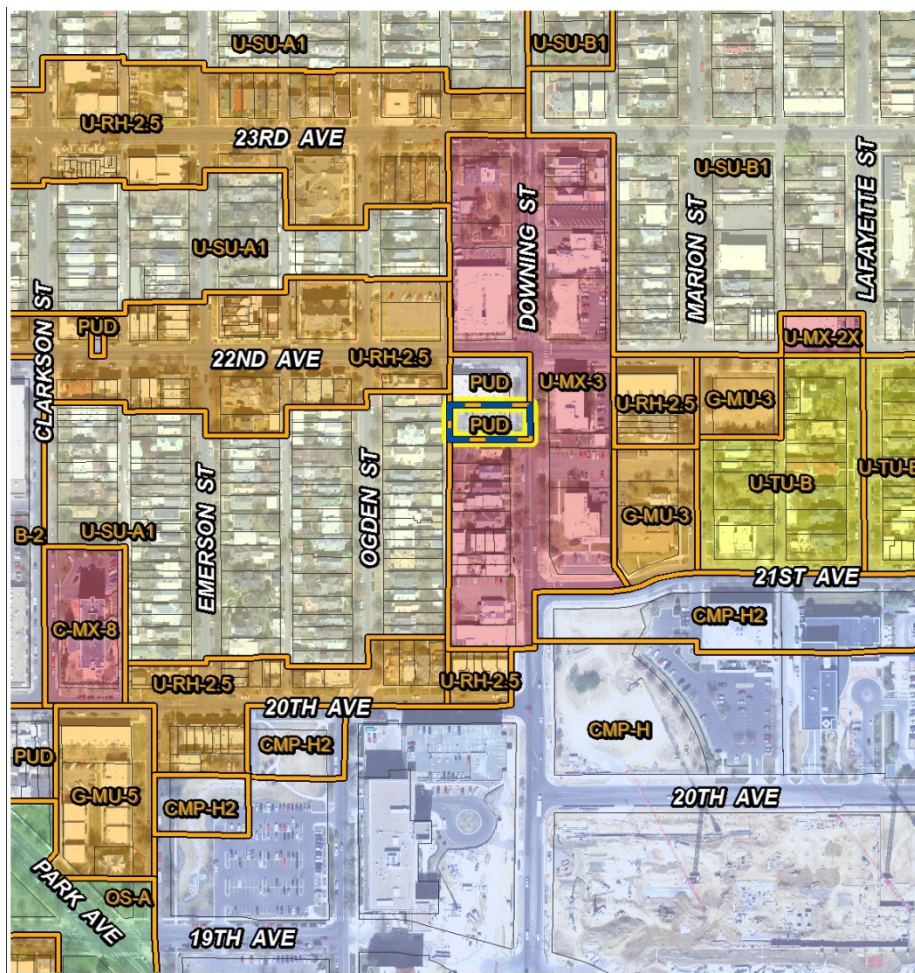 U-SU-A1
U-SU-B1
U-RH-2.5
23RD AVE
U-SU-B1
LAFAYETTE ST
MARION ST
DOWNING ST
U-SU-A1
CLARKSON ST
PUD
22ND AVE
U-RH-2.5
U-MX-2X
PUD
U-MX-3
U-RH-2.5
G-MU-3
PUD
EMERSON ST
OGDEN ST
U-TU-B
U-TU-B
G-MU-3
B-2
U-SU-A1
21ST AVE
C-MX-8
CMP-H2
U-RH-2.5
U-RH-2.5
20TH AVE
CMP-H
CMP-H2
PUD
G-MU-5
CMP-H2
20TH AVE
PARK AVE
OS-A
19TH AVE